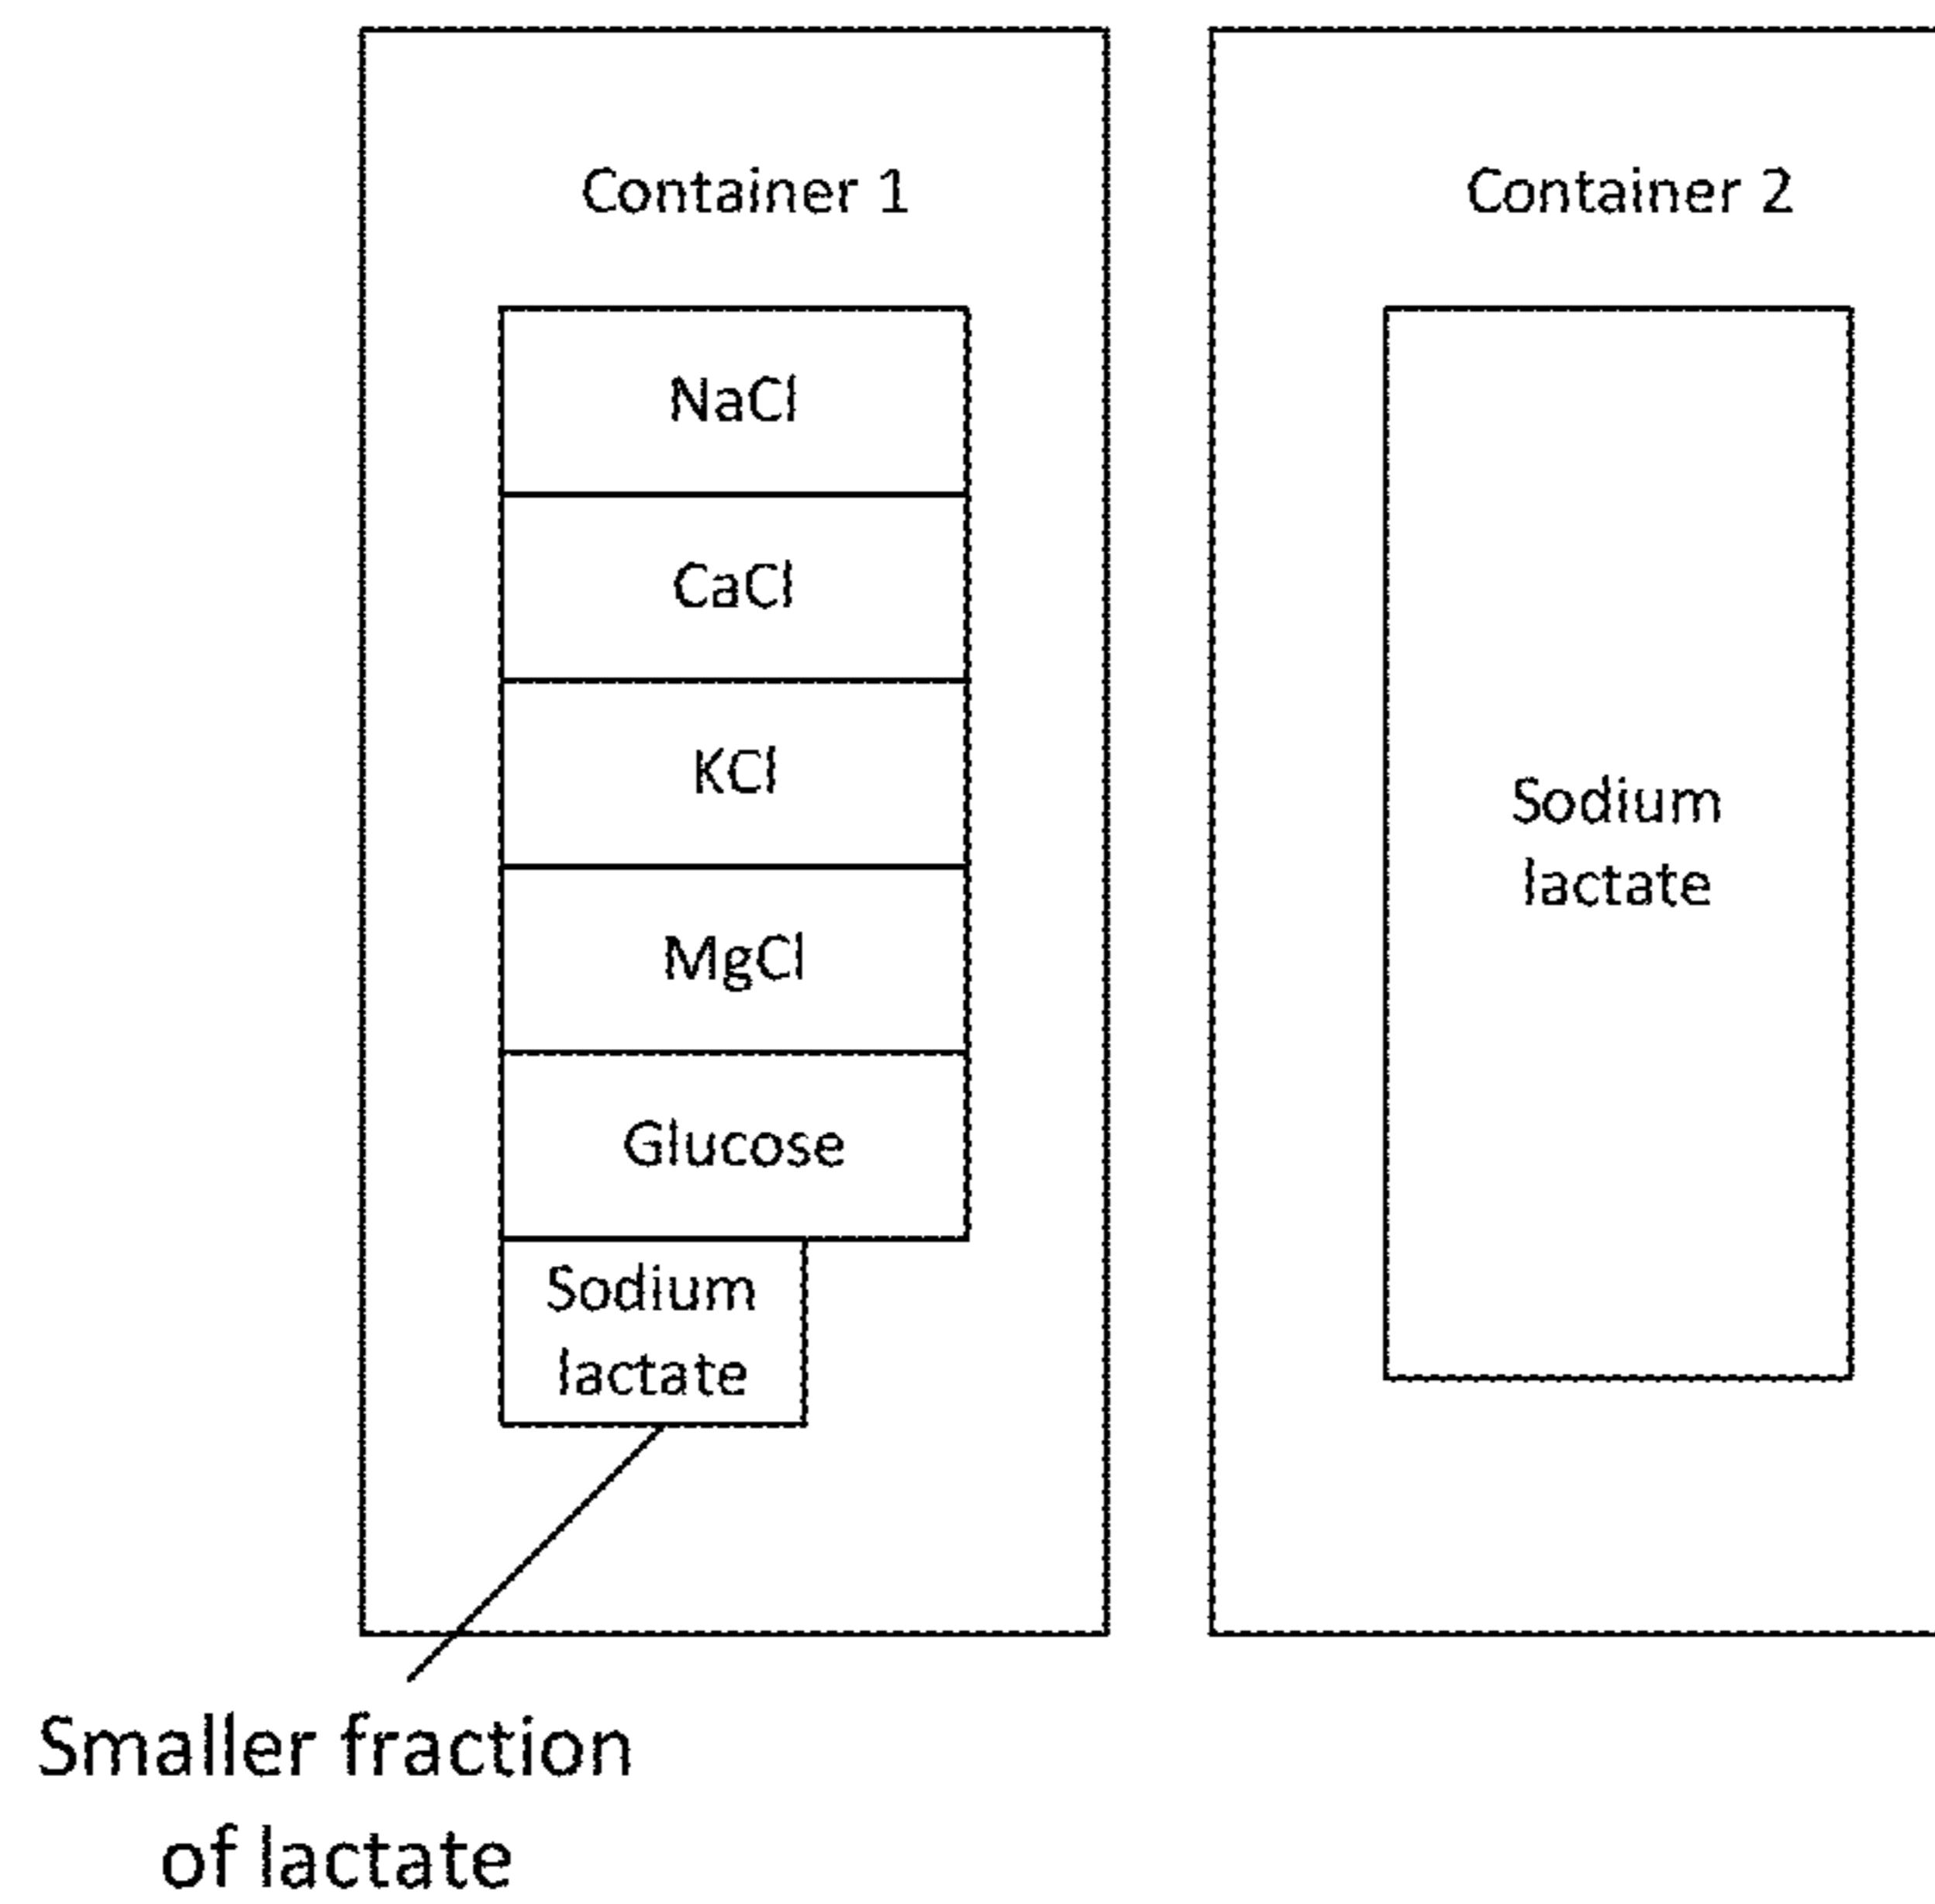 Container 1
NaCl
CaCl
KCl
MgCl
Glucose
Sodium
lactate
Smaller fraction
of lactate
Container 2
Sodium
lactate